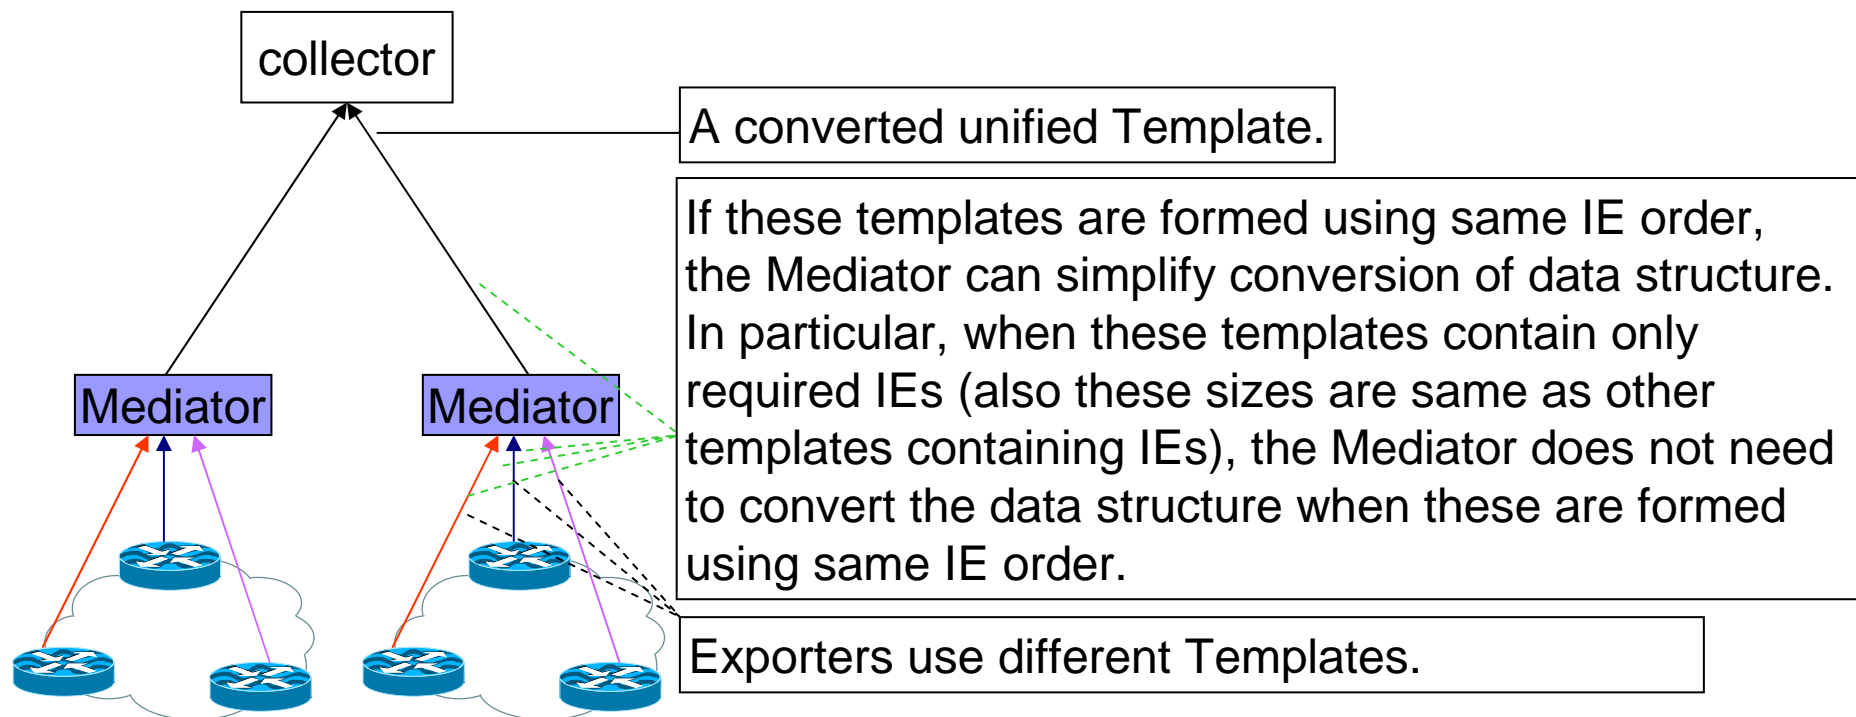 collector
A converted unified Template.
If these templates are formed using same IE order,
the Mediator can simplify conversion of data structure.
In particular, when these templates contain only
required IEs (also these sizes are same as other
templates containing IEs), the Mediator does not need
to convert the data structure when these are formed
using same IE order.
Mediator
Mediator
Exporters use different Templates.